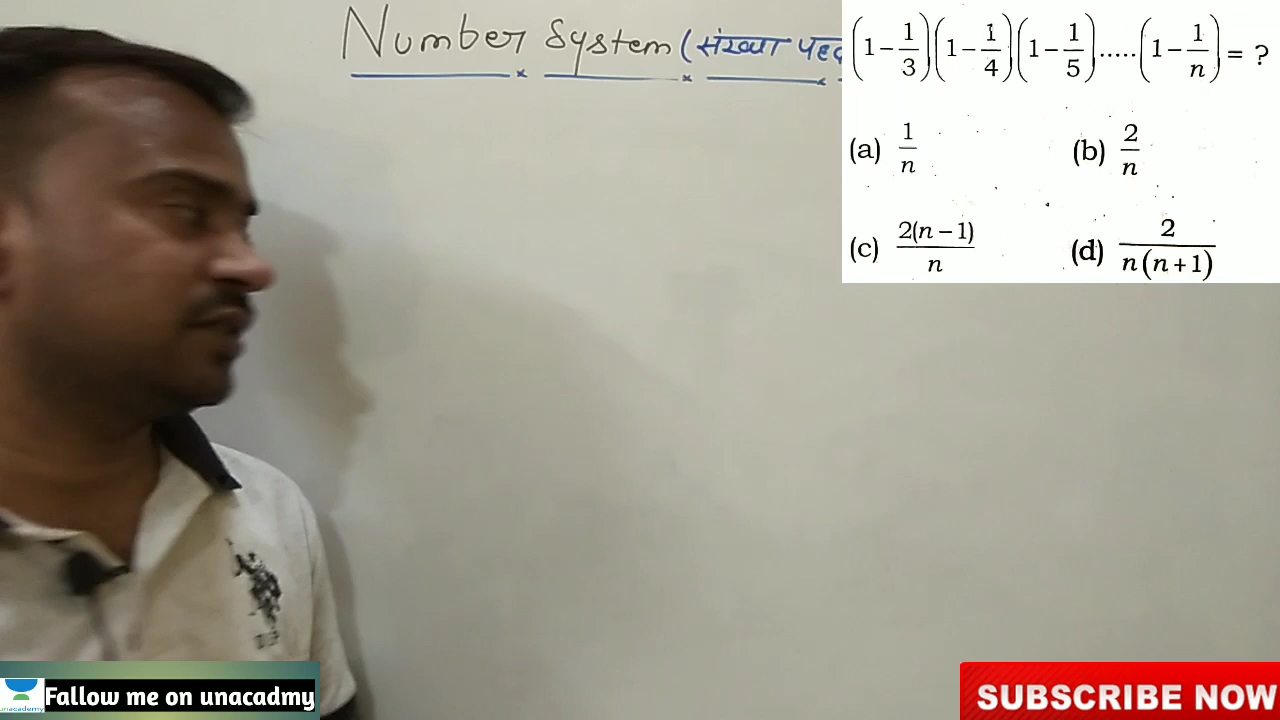 Number System (संख्या
(1 - 1/3)(1 - 1/4)(1 - 1/5).....(1 - 1/n) = ?
(a) 1/n (b) 2/n
(c) 2(n - 1)/n (d) 2/n(n+1)
unacademy
Fallow me on unacadmy
SUBSCRIBE NOW